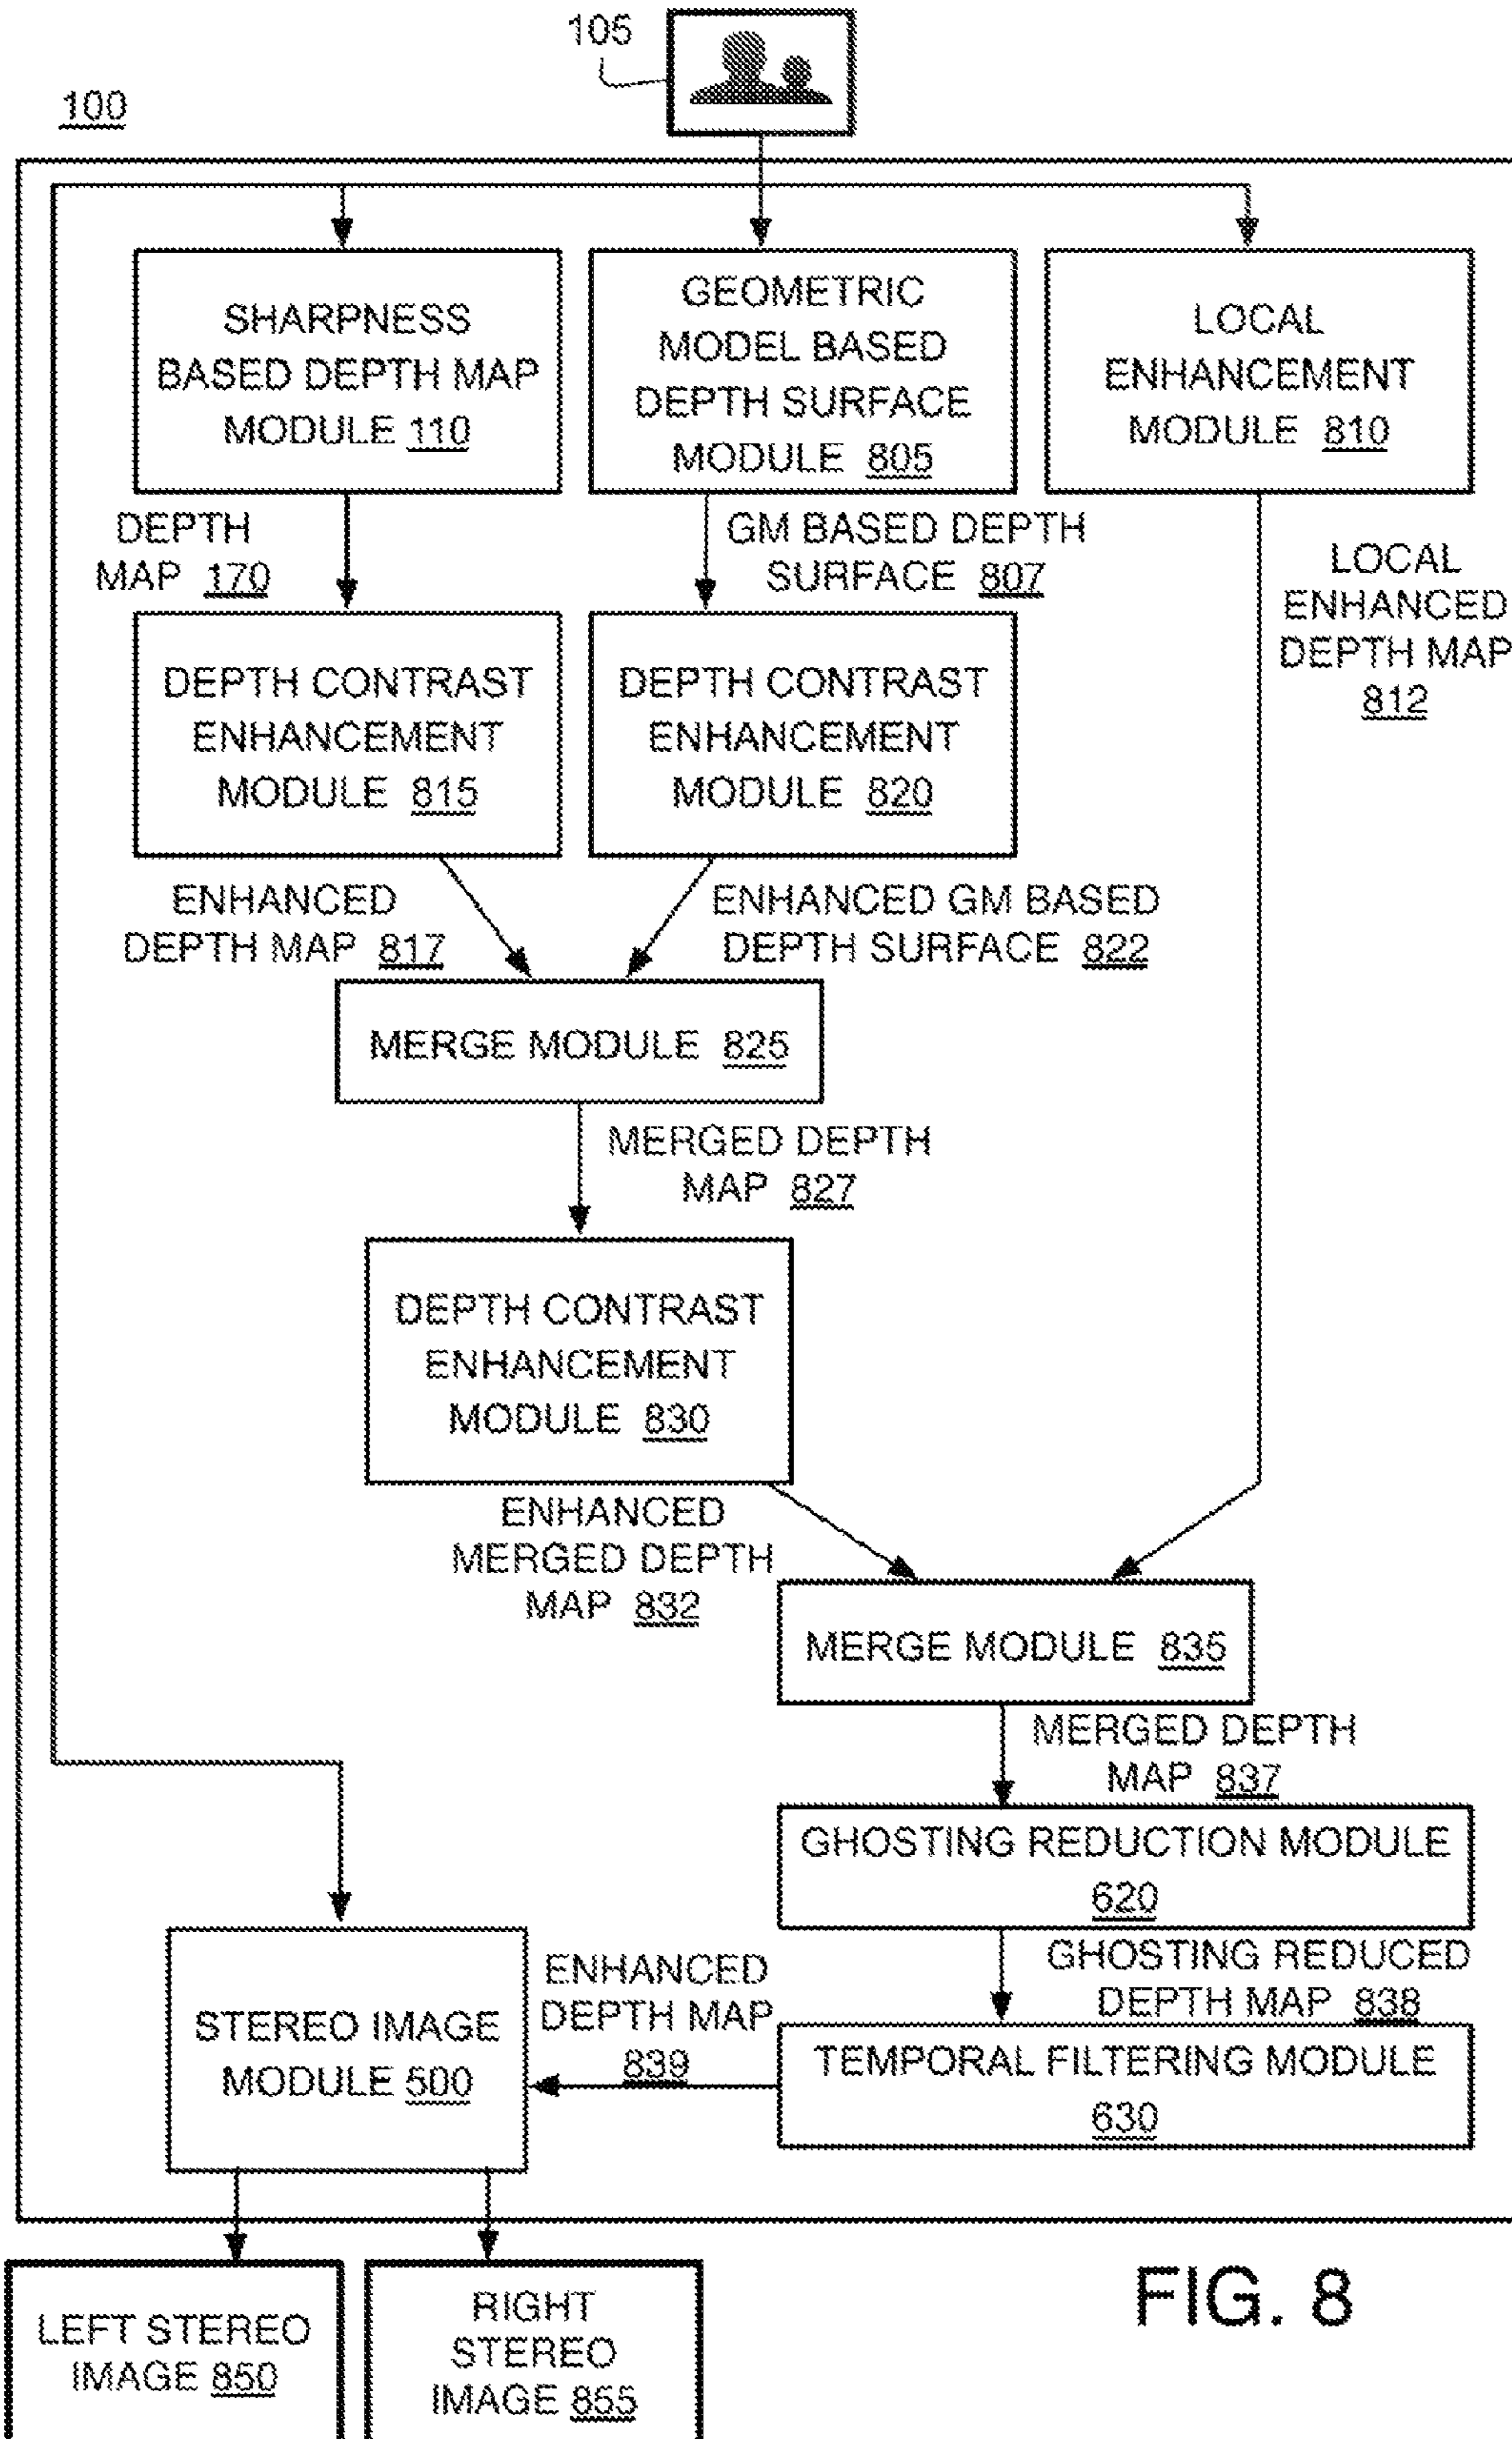 105
100
SHARPNESS
BASED DEPTH MAP
MODULE 110
GEOMETRIC
MODEL BASED
DEPTH SURFACE
MODULE 805
LOCAL
ENHANCEMENT
MODULE 810
DEPTH
MAP 170
GM BASED DEPTH
SURFACE 807
LOCAL
ENHANCED
DEPTH MAP
812
DEPTH CONTRAST
ENHANCEMENT
MODULE 815
DEPTH CONTRAST
ENHANCEMENT
MODULE 820
ENHANCED
DEPTH MAP 817
ENHANCED GM BASED
DEPTH SURFACE 822
MERGE MODULE 825
MERGED DEPTH
MAP 827
DEPTH CONTRAST
ENHANCEMENT
MODULE 830
ENHANCED
MERGED DEPTH
MAP 832
MERGE MODULE 835
MERGED DEPTH
MAP 837
GHOSTING REDUCTION MODULE
620
GHOSTING REDUCED
DEPTH MAP 838
TEMPORAL FILTERING MODULE
630
ENHANCED
DEPTH MAP
839
STEREO IMAGE
MODULE 500
LEFT STEREO
IMAGE 850
RIGHT
STEREO
IMAGE 855
FIG. 8